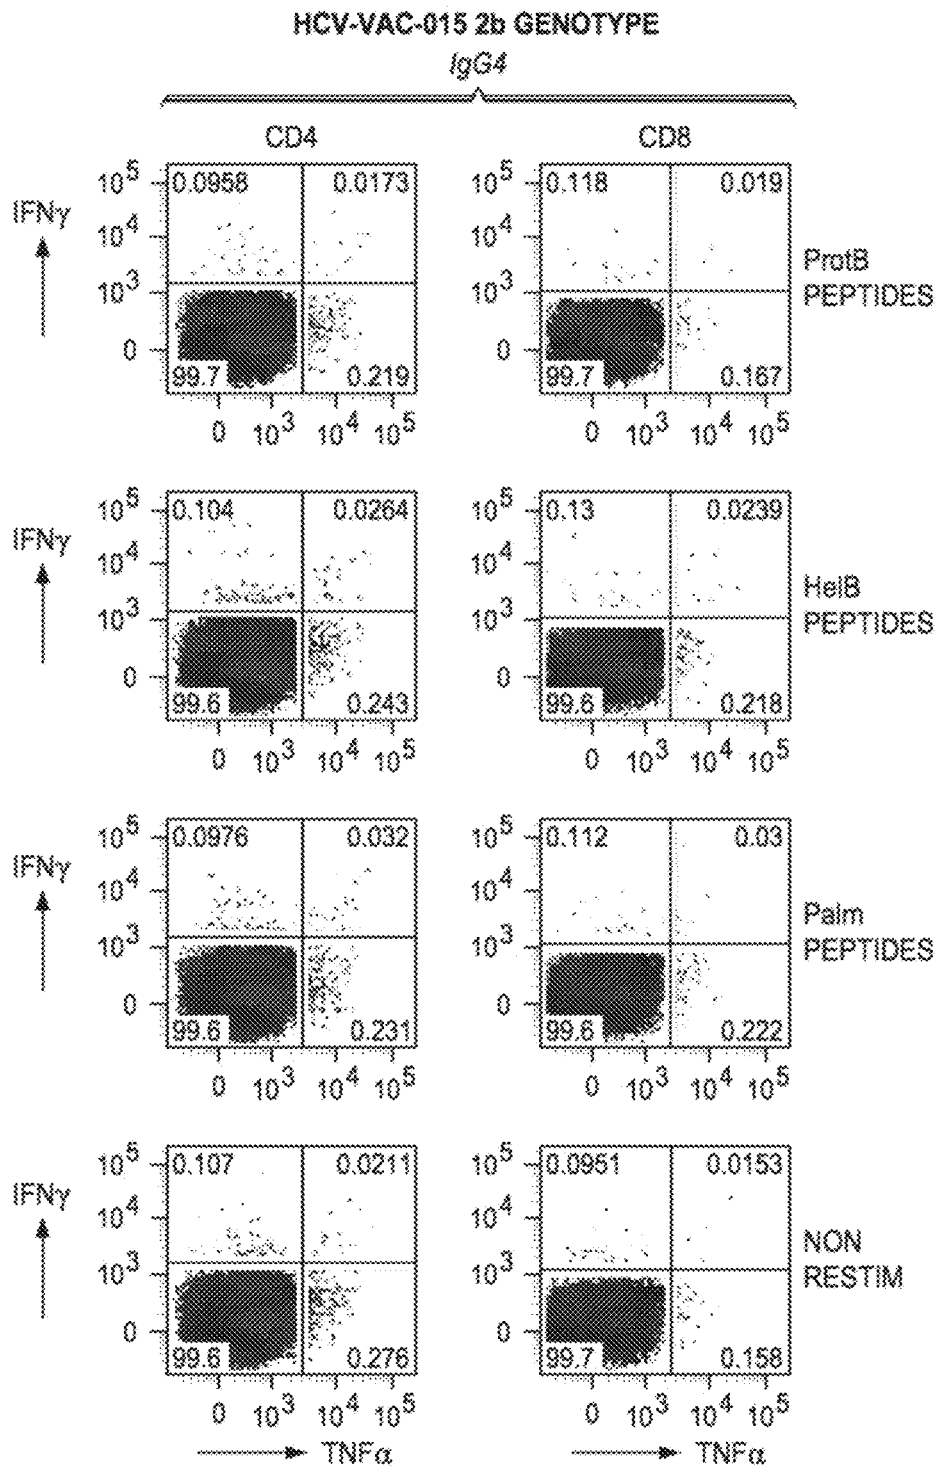 HCV-VAC-015 2b GENOTYPE
IgG4
CD4 CD8
IFNγ
10^5 0.0958 0.0173
10^4
10^3
0
99.7 0.219
0 10^3 10^4 10^5
0.118 0.019
99.7 0.167
0 10^3 10^4 10^5
ProtB
PEPTIDES
IFNγ
10^5 0.104 0.0264
10^4
10^3
0
99.6 0.243
0 10^3 10^4 10^5
10^5 0.13 0.0239
10^4
10^3
0
99.6 0.218
0 10^3 10^4 10^5
HelB
PEPTIDES
IFNγ
10^5 0.0976 0.032
10^4
10^3
0
99.6 0.231
0 10^3 10^4 10^5
10^5 0.112 0.03
10^4
10^3
0
99.6 0.222
0 10^3 10^4 10^5
Palm
PEPTIDES
IFNγ
10^5 0.107 0.0211
10^4
10^3
0
99.6 0.276
0 10^3 10^4 10^5
TNFα
10^5 0.0951 0.0153
10^4
10^3
0
99.7 0.158
0 10^3 10^4 10^5
TNFα
NON
RESTIM